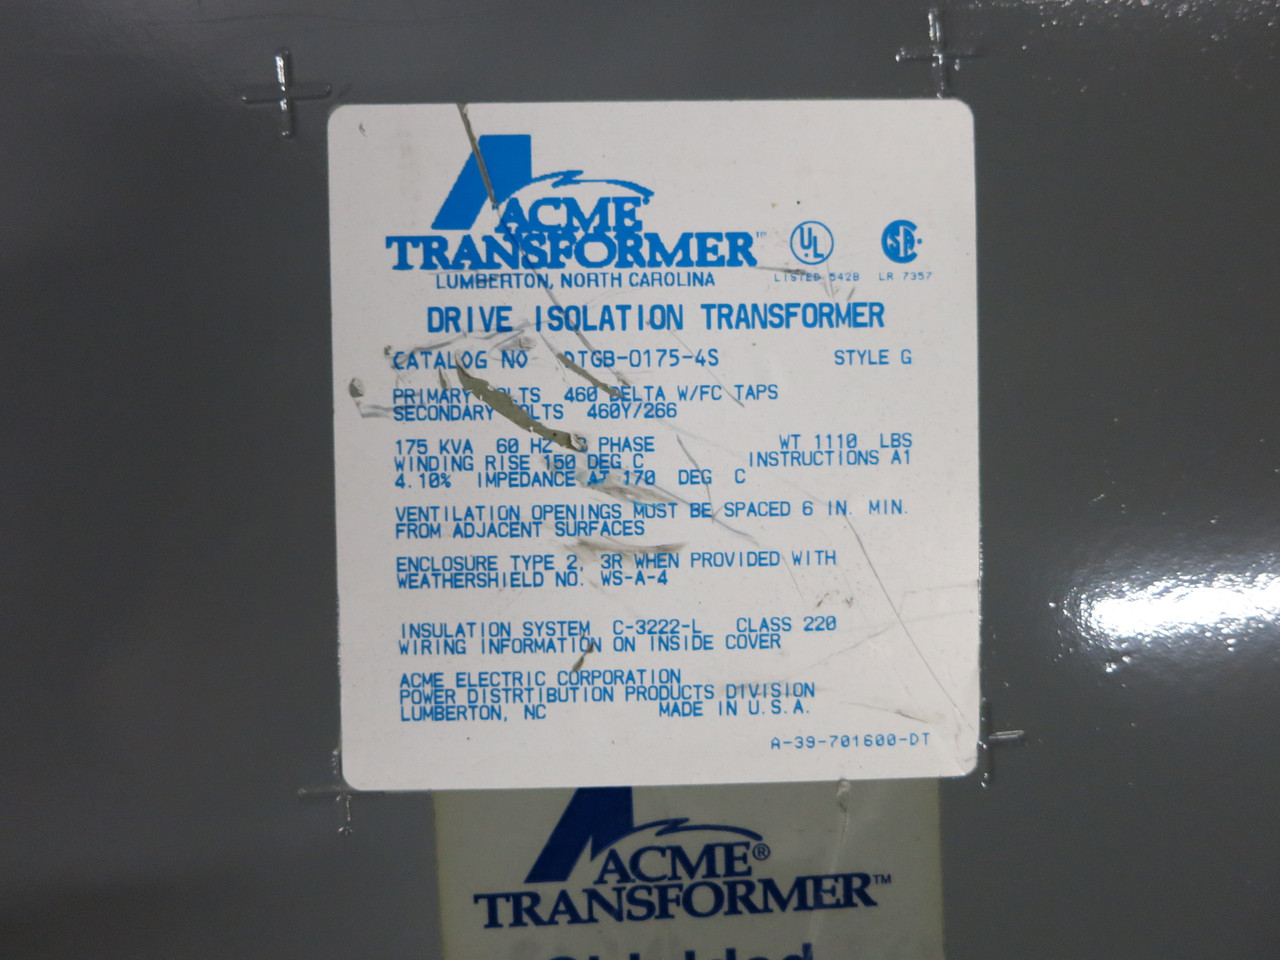 ACME
TRANSFORMER™
LUMBERTON, NORTH CAROLINA
UL
LISTED 542B
SA
LR 7357
DRIVE ISOLATION TRANSFORMER
CATALOG NO DTGB-0175-4S STYLE G
PRIMARY VOLTS 460 DELTA W/FC TAPS
SECONDARY VOLTS 460Y/266
175 KVA 60 HZ 3 PHASE WT 1110 LBS
WINDING RISE 150 DEG C INSTRUCTIONS A1
4.10% IMPEDANCE AT 170 DEG C
VENTILATION OPENINGS MUST BE SPACED 6 IN. MIN.
FROM ADJACENT SURFACES
ENCLOSURE TYPE 2, 3R WHEN PROVIDED WITH
WEATHERSHIELD NO. WS-A-4
INSULATION SYSTEM C-3222-L CLASS 220
WIRING INFORMATION ON INSIDE COVER
ACME ELECTRIC CORPORATION
POWER DISTRTIBUTION PRODUCTS DIVISION
LUMBERTON, NC MADE IN U.S.A.
A-39-701600-DT
ACME®
TRANSFORMER™
Shielded